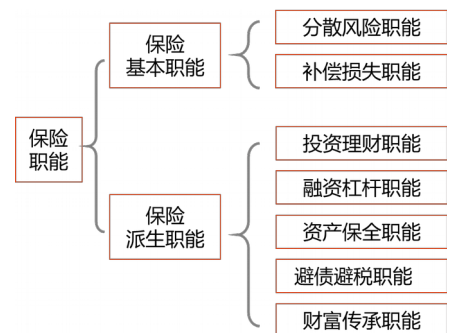 保险
职能
保险
基本职能
分散风险职能
补偿损失职能
保险
派生职能
投资理财职能
融资杠杆职能
资产保全职能
避债避税职能
财富传承职能